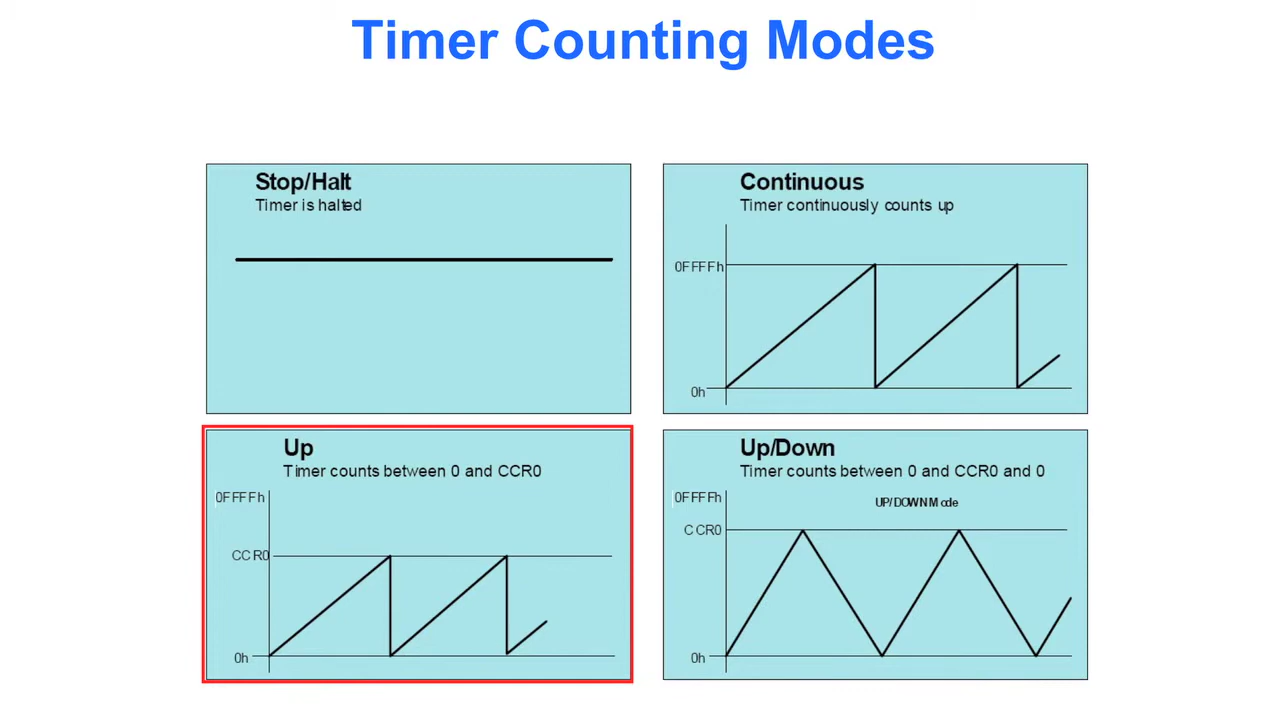 Timer Counting Modes
Stop/Halt
Timer is halted
Continuous
Timer continuously counts up
0FFFFh
0h
Up
Timer counts between 0 and CCR0
0FFFFh
CCR0
0h
Up/Down
Timer counts between 0 and CCR0 and 0
0FFFFh
UP/DOWN Mode
CCR0
0h